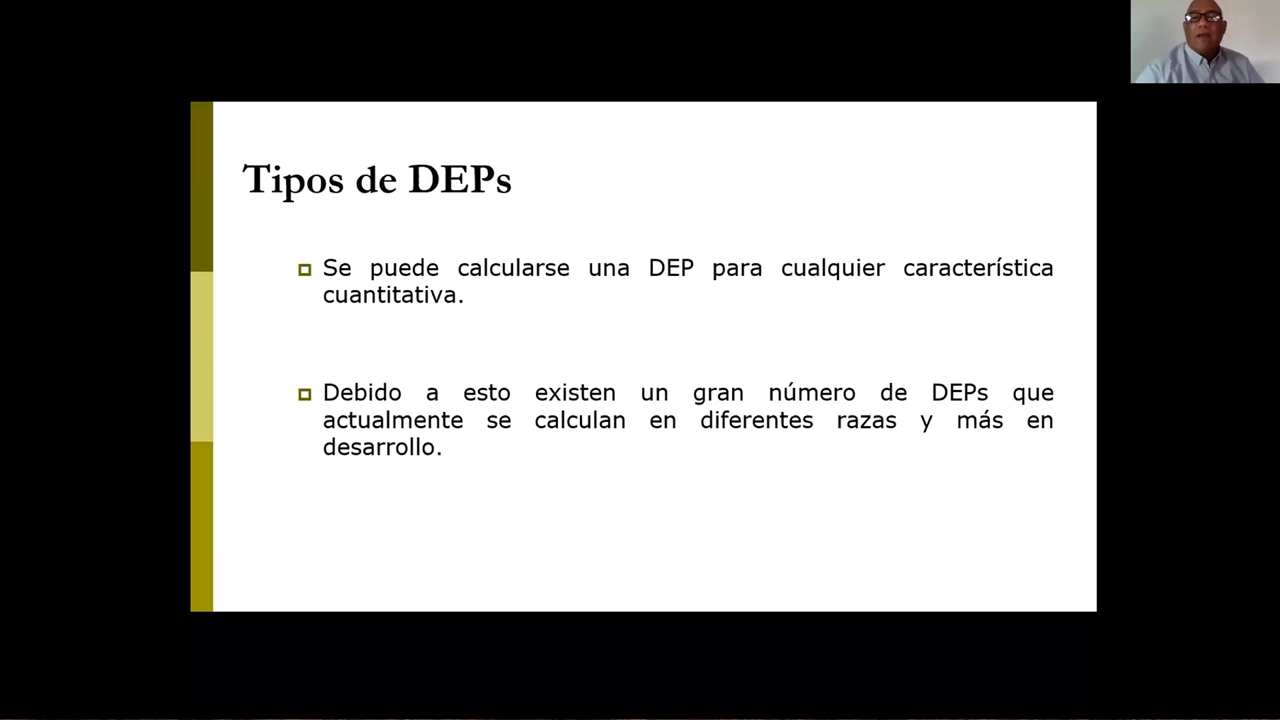 Tipos de DEPs
Se puede calcularse una DEP para cualquier característica
cuantitativa.
Debido a esto existen un gran número de DEPs que
actualmente se calculan en diferentes razas y más en
desarrollo.